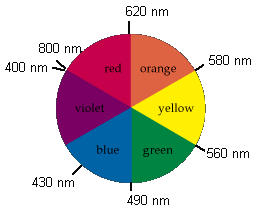 620 nm
800 nm
580 nm
400 nm
red
orange
violet
yellow
blue
green
560 nm
430 nm
490 nm